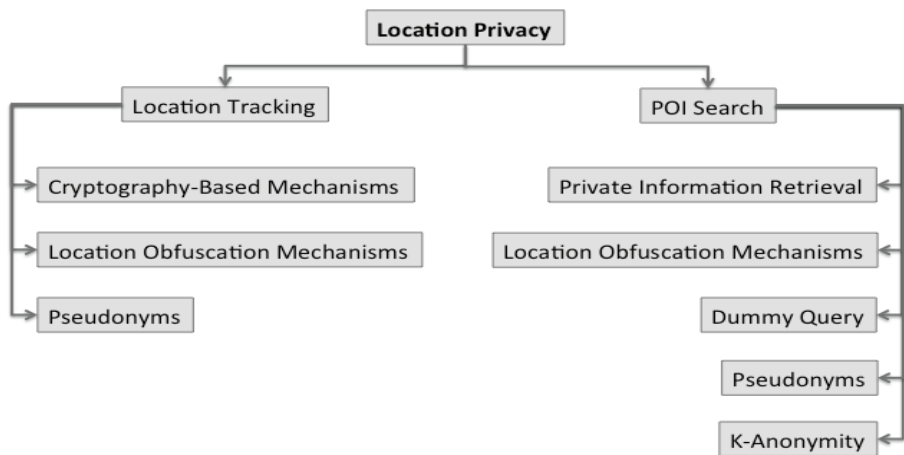 Location Privacy
Location Tracking
POI Search
Cryptography-Based Mechanisms
Private Information Retrieval
Location Obfuscation Mechanisms
Location Obfuscation Mechanisms
Pseudonyms
Dummy Query
Pseudonyms
K-Anonymity